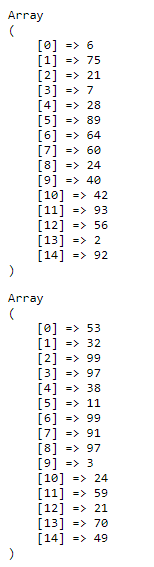 Array
(
[0] => 6
[1] => 75
[2] => 21
[3] => 7
[4] => 28
[5] => 89
[6] => 64
[7] => 60
[8] => 24
[9] => 40
[10] => 42
[11] => 93
[12] => 56
[13] => 2
[14] => 92
)
Array
(
[0] => 53
[1] => 32
[2] => 99
[3] => 97
[4] => 38
[5] => 11
[6] => 99
[7] => 91
[8] => 97
[9] => 3
[10] => 24
[11] => 59
[12] => 21
[13] => 70
[14] => 49
)